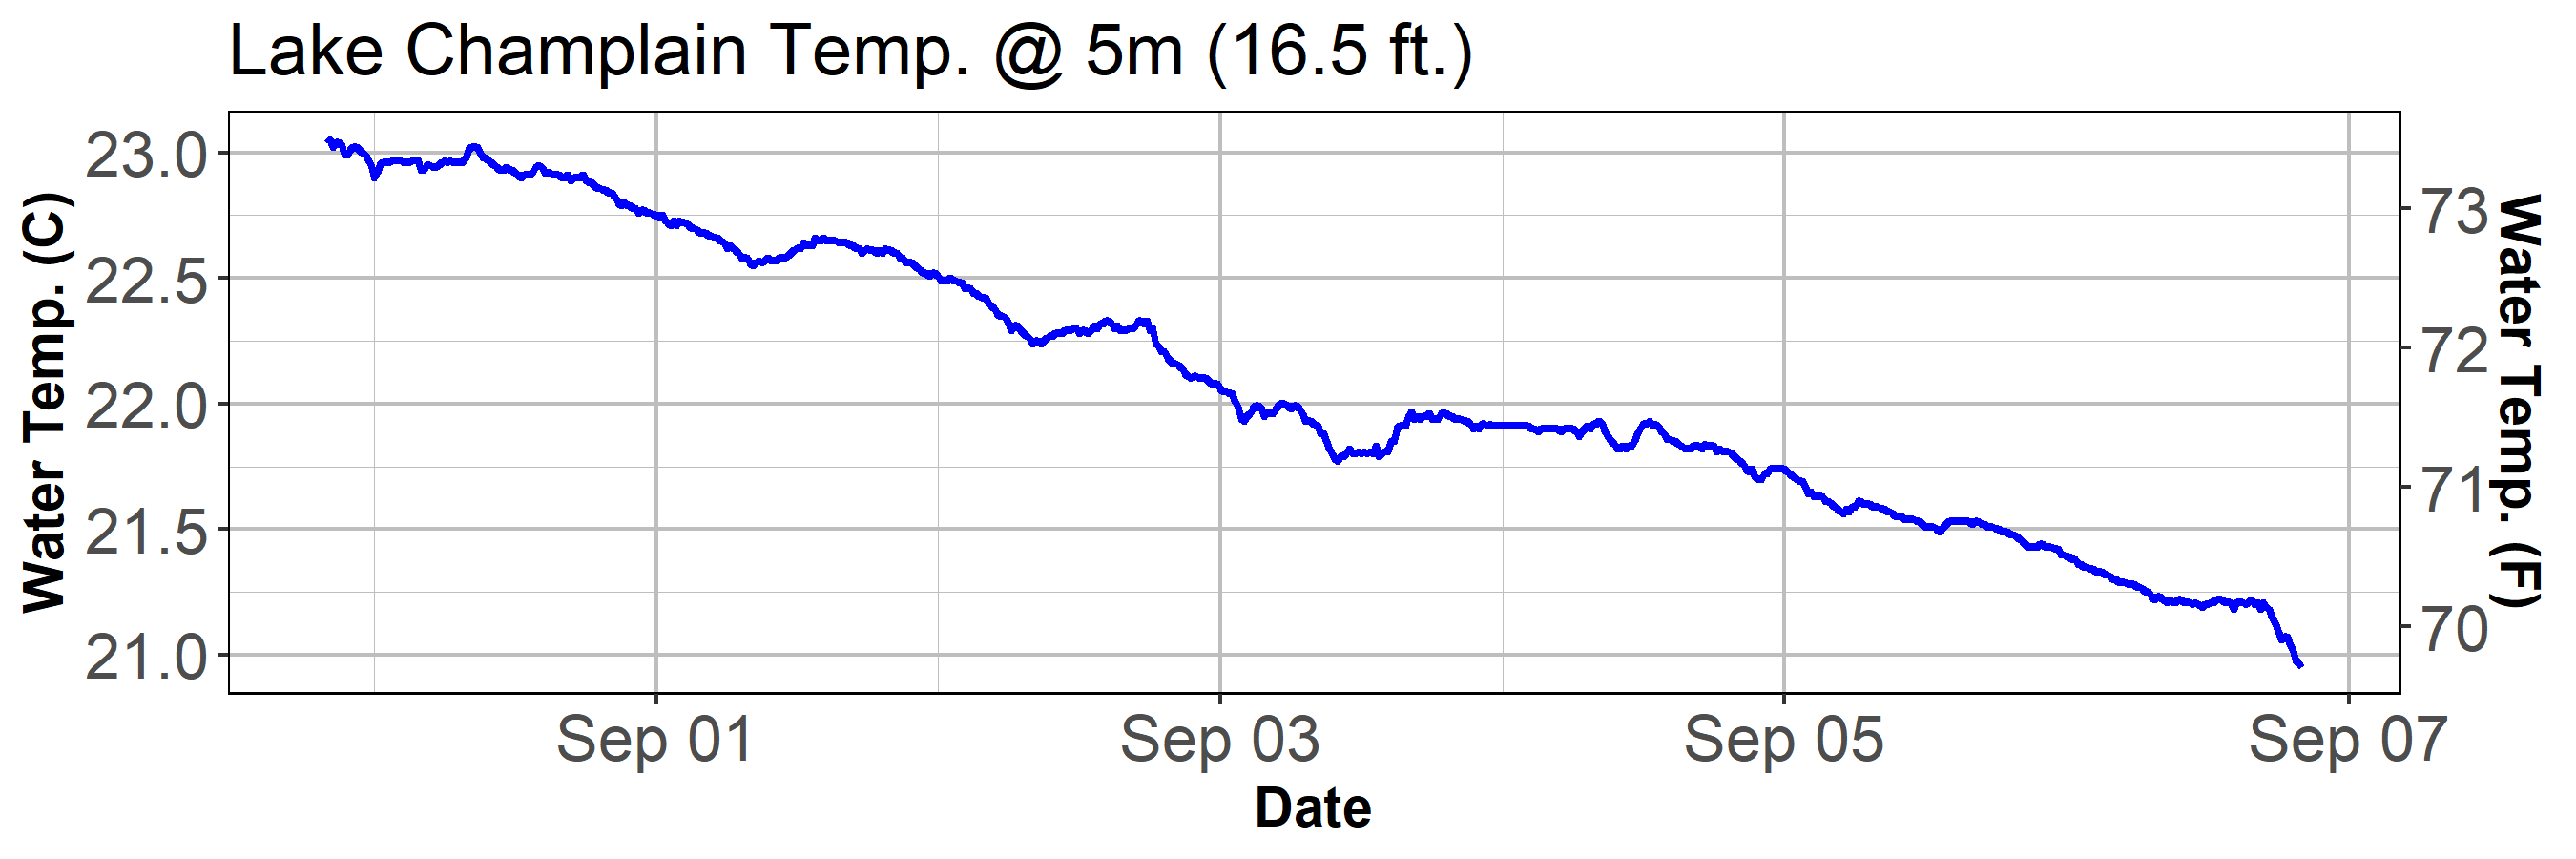 Lake Champlain Temp. @ 5m (16.5 ft.)
Water Temp. (C)
23.0
22.5
22.0
21.5
21.0
73
72
71
70
Water Temp. (F)
Sep 01 Sep 03 Sep 05 Sep 07
Date